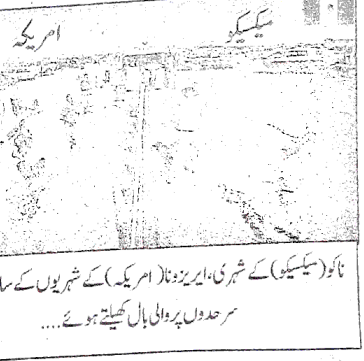 میکسیکو
امریکہ
ناکو (میکسیکو) کے شہری، ایریزونا (امریکہ) کے شہریوں کے سا
سرحدوں پر والی بال کھیلتے ہوئے....